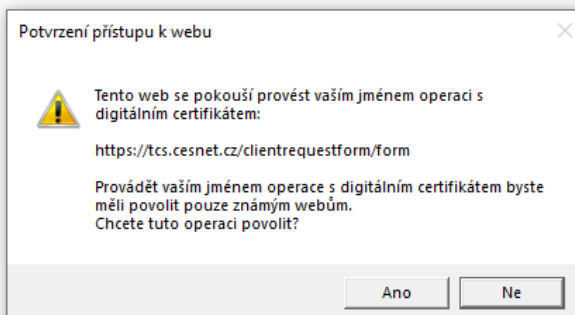 Potvrzení přístupu k webu
Tento web se pokouší provést vaším jménem operaci s
digitálním certifikátem:
https://tcs.cesnet.cz/clientrequestform/form
Provádět vaším jménem operace s digitálním certifikátem byste
měli povolit pouze známým webům.
Chcete tuto operaci povolit?
Ano
Ne